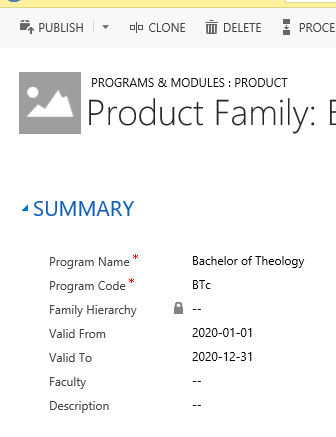 PUBLISH CLONE DELETE
PROGRAMS & MODULES : PRODUCT
Product Family:
SUMMARY
Program Name * Bachelor of Theology
Program Code * BTc
Family Hierarchy --
Valid From 2020-01-01
Valid To 2020-12-31
Faculty --
Description --